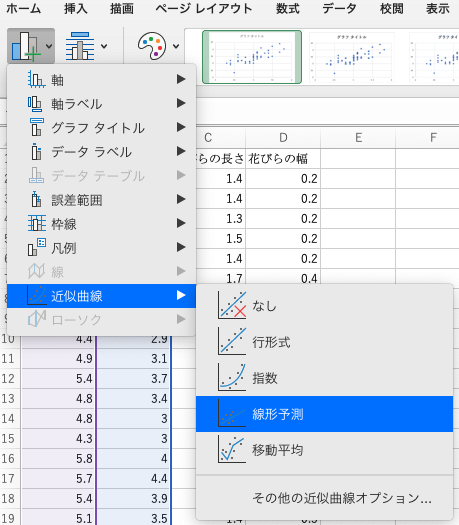 ホーム 挿入 描画 ページ レイアウト 数式 データ 校閲 表示
グラフ タイトル
軸
軸ラベル
グラフ タイトル
データ ラベル
データ テーブル
誤差範囲
枠線
凡例
線
近似曲線
ローソク
なし
行形式
指数
線形予測
移動平均
その他の近似曲線オプション...
C D E F
びらの長さ 花びらの幅
1.4 0.2
1.4 0.2
1.3 0.2
1.5 0.2
1.4 0.2
1.7 0.4
10 4.4 2.9
11 4.9 3.1
12 5.4 3.7
13 4.8 3.4
14 4.8 3
15 4.3 3
16 5.8 4
17 5.7 4.4
18 5.4 3.9
19 5.1 3.5